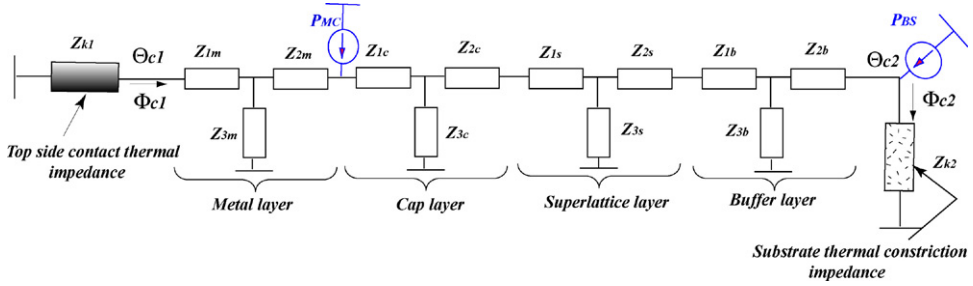 PMC
PBS
Zk1
Θc1
Z1m
Z2m
Z1c
Z2c
Z1s
Z2s
Z1b
Z2b
Θc2
Φc1
Φc2
Z3m
Z3c
Z3s
Z3b
Zk2
Top side contact thermal
impedance
Metal layer
Cap layer
Superlattice layer
Buffer layer
Substrate thermal constriction
impedance